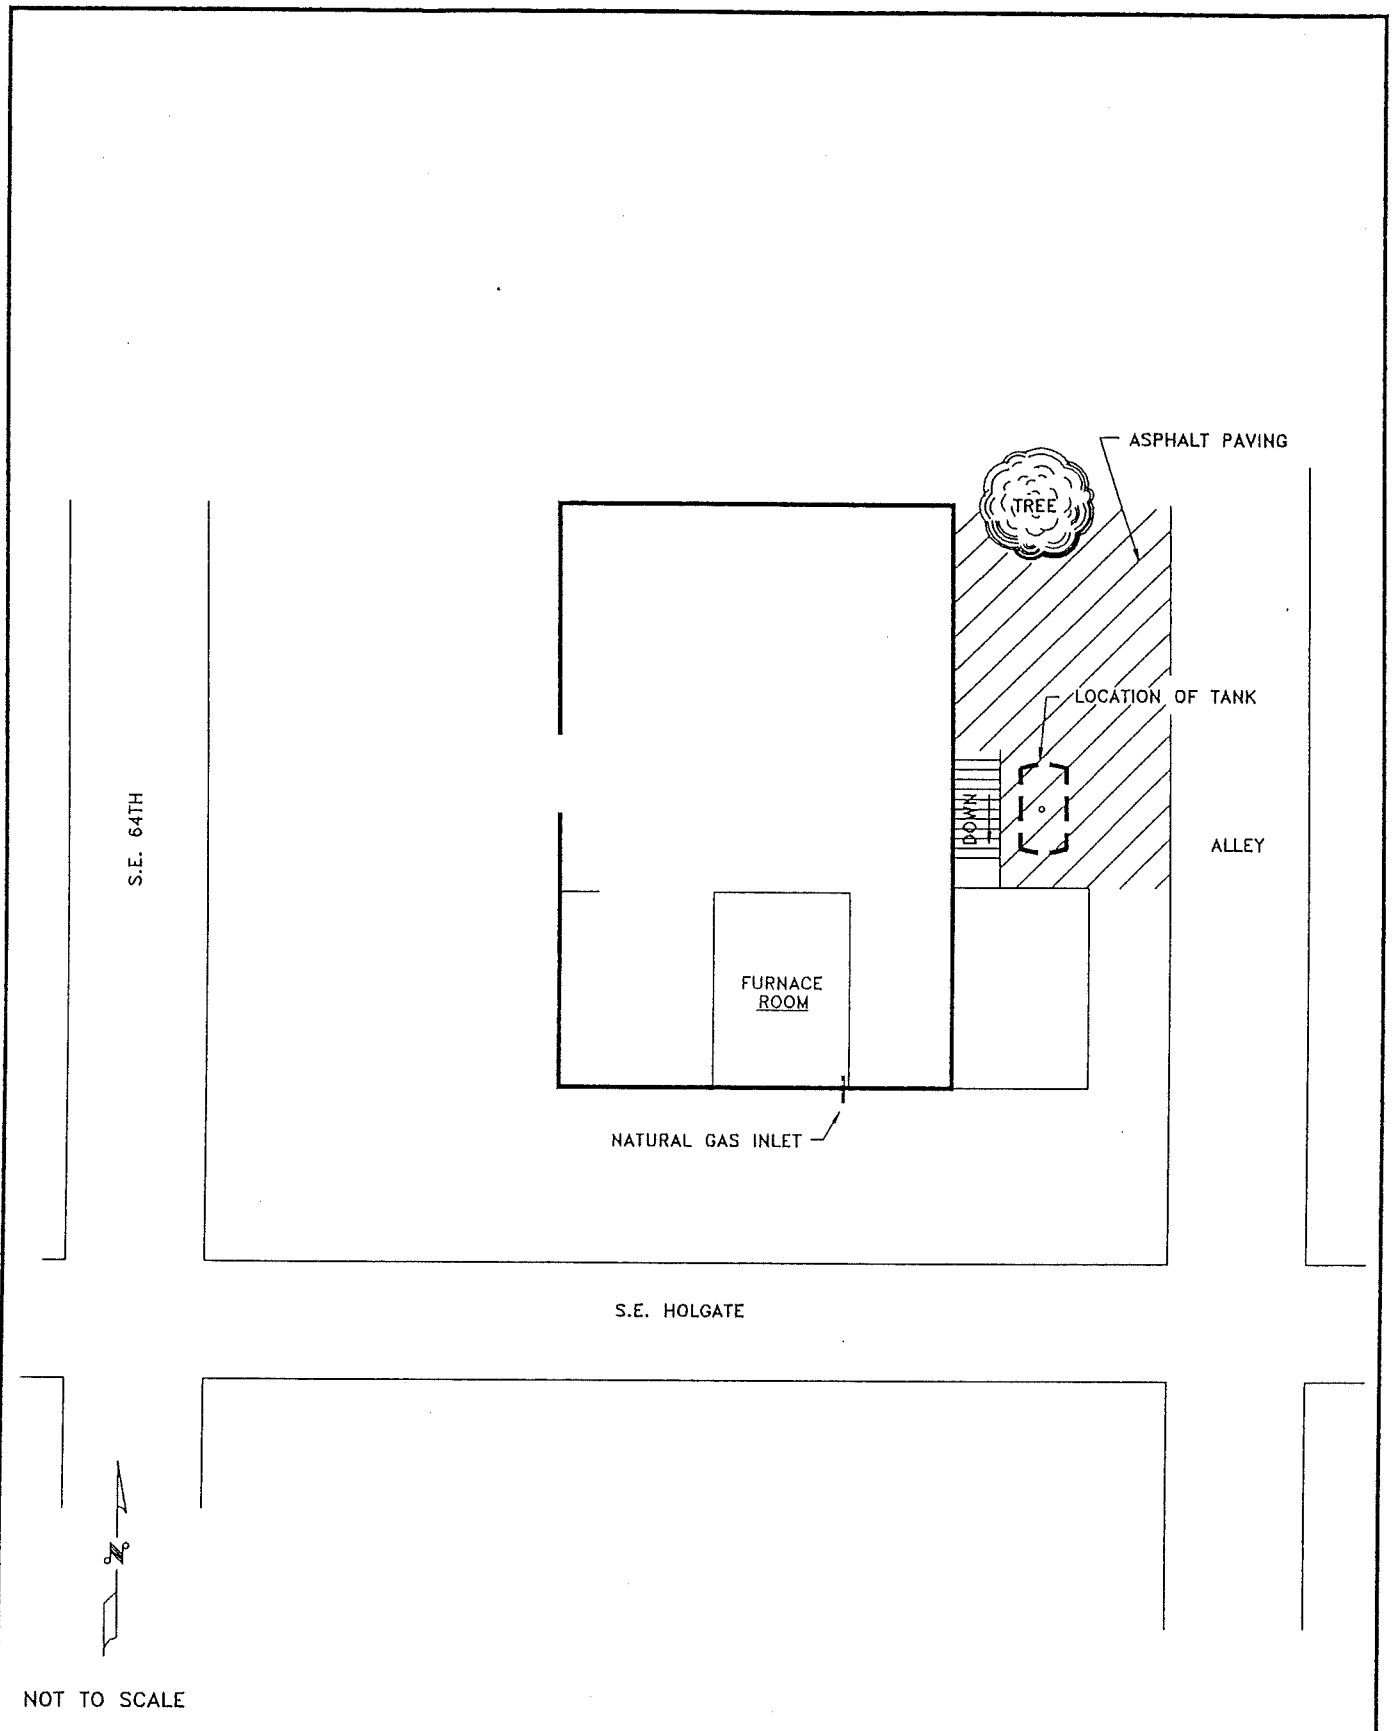 ASPHALT PAVING
TREE
LOCATION OF TANK
DOWN
S.E. 64TH
ALLEY
FURNACE
ROOM
NATURAL GAS INLET
S.E. HOLGATE
N
NOT TO SCALE